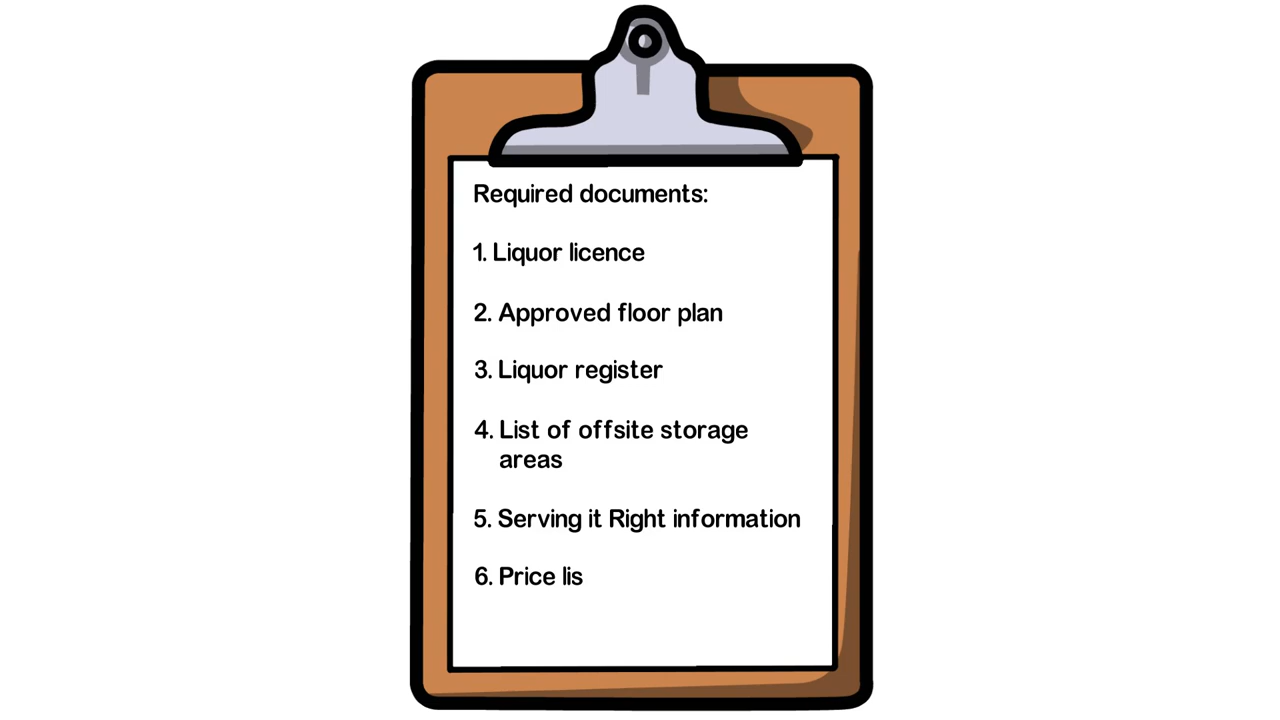 Required documents:
1. Liquor licence
2. Approved floor plan
3. Liquor register
4. List of offsite storage
areas
5. Serving it Right information
6. Price lis